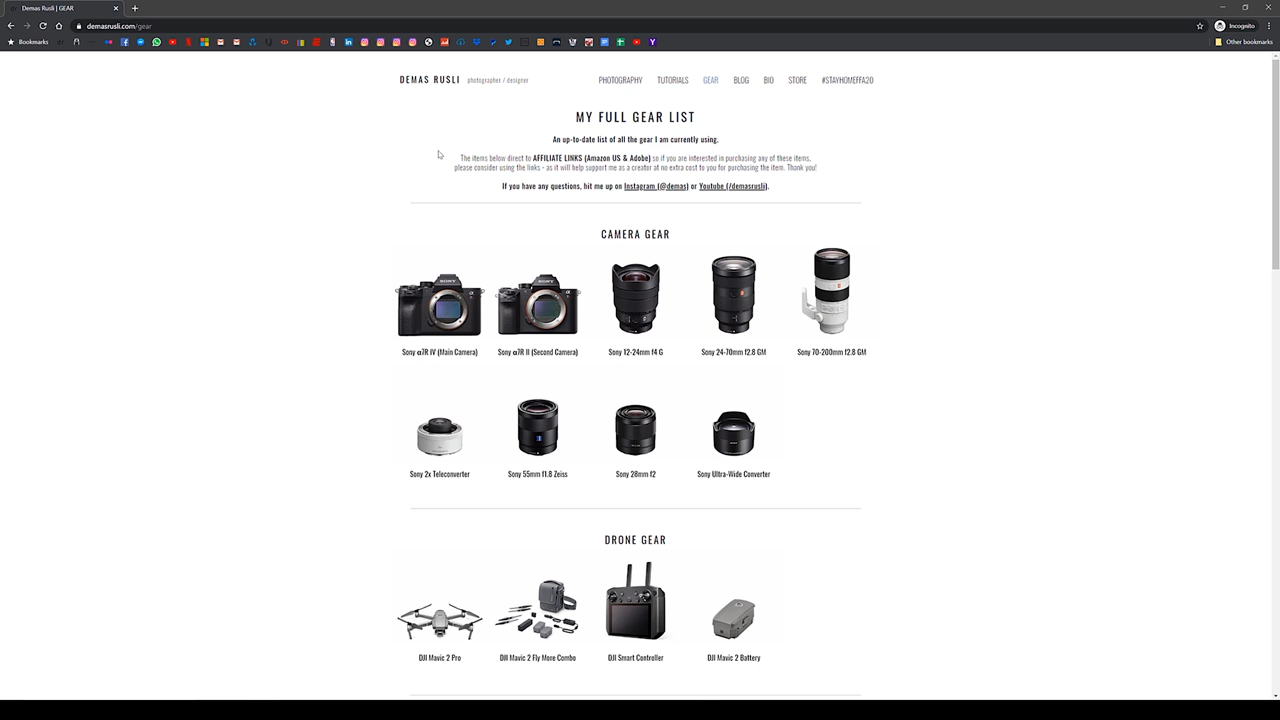 Demas Rusli | GEAR
demasrusli.com/gear
Incognito
Bookmarks
Other bookmarks
DEMAS RUSLI photographer / designer
PHOTOGRAPHY TUTORIALS GEAR BLOG BIO STORE #STAYHOMEFFA20
MY FULL GEAR LIST
An up-to-date list of all the gear I am currently using.
The items below direct to AFFILIATE LINKS (Amazon US & Adobe) so if you are interested in purchasing any of these items,
please consider using the links - as it will help support me as a creator at no extra cost to you for purchasing the item. Thank you!
If you have any questions, hit me up on Instagram (@demas) or Youtube (/demasrusli).
CAMERA GEAR
Sony α7R IV (Main Camera) Sony α7R II (Second Camera) Sony 12-24mm f4 G Sony 24-70mm f2.8 GM Sony 70-200mm f2.8 GM
Sony 2x Teleconverter Sony 55mm f1.8 Zeiss Sony 28mm f2 Sony Ultra-Wide Converter
DRONE GEAR
DJI Mavic 2 Pro DJI Mavic 2 Fly More Combo DJI Smart Controller DJI Mavic 2 Battery